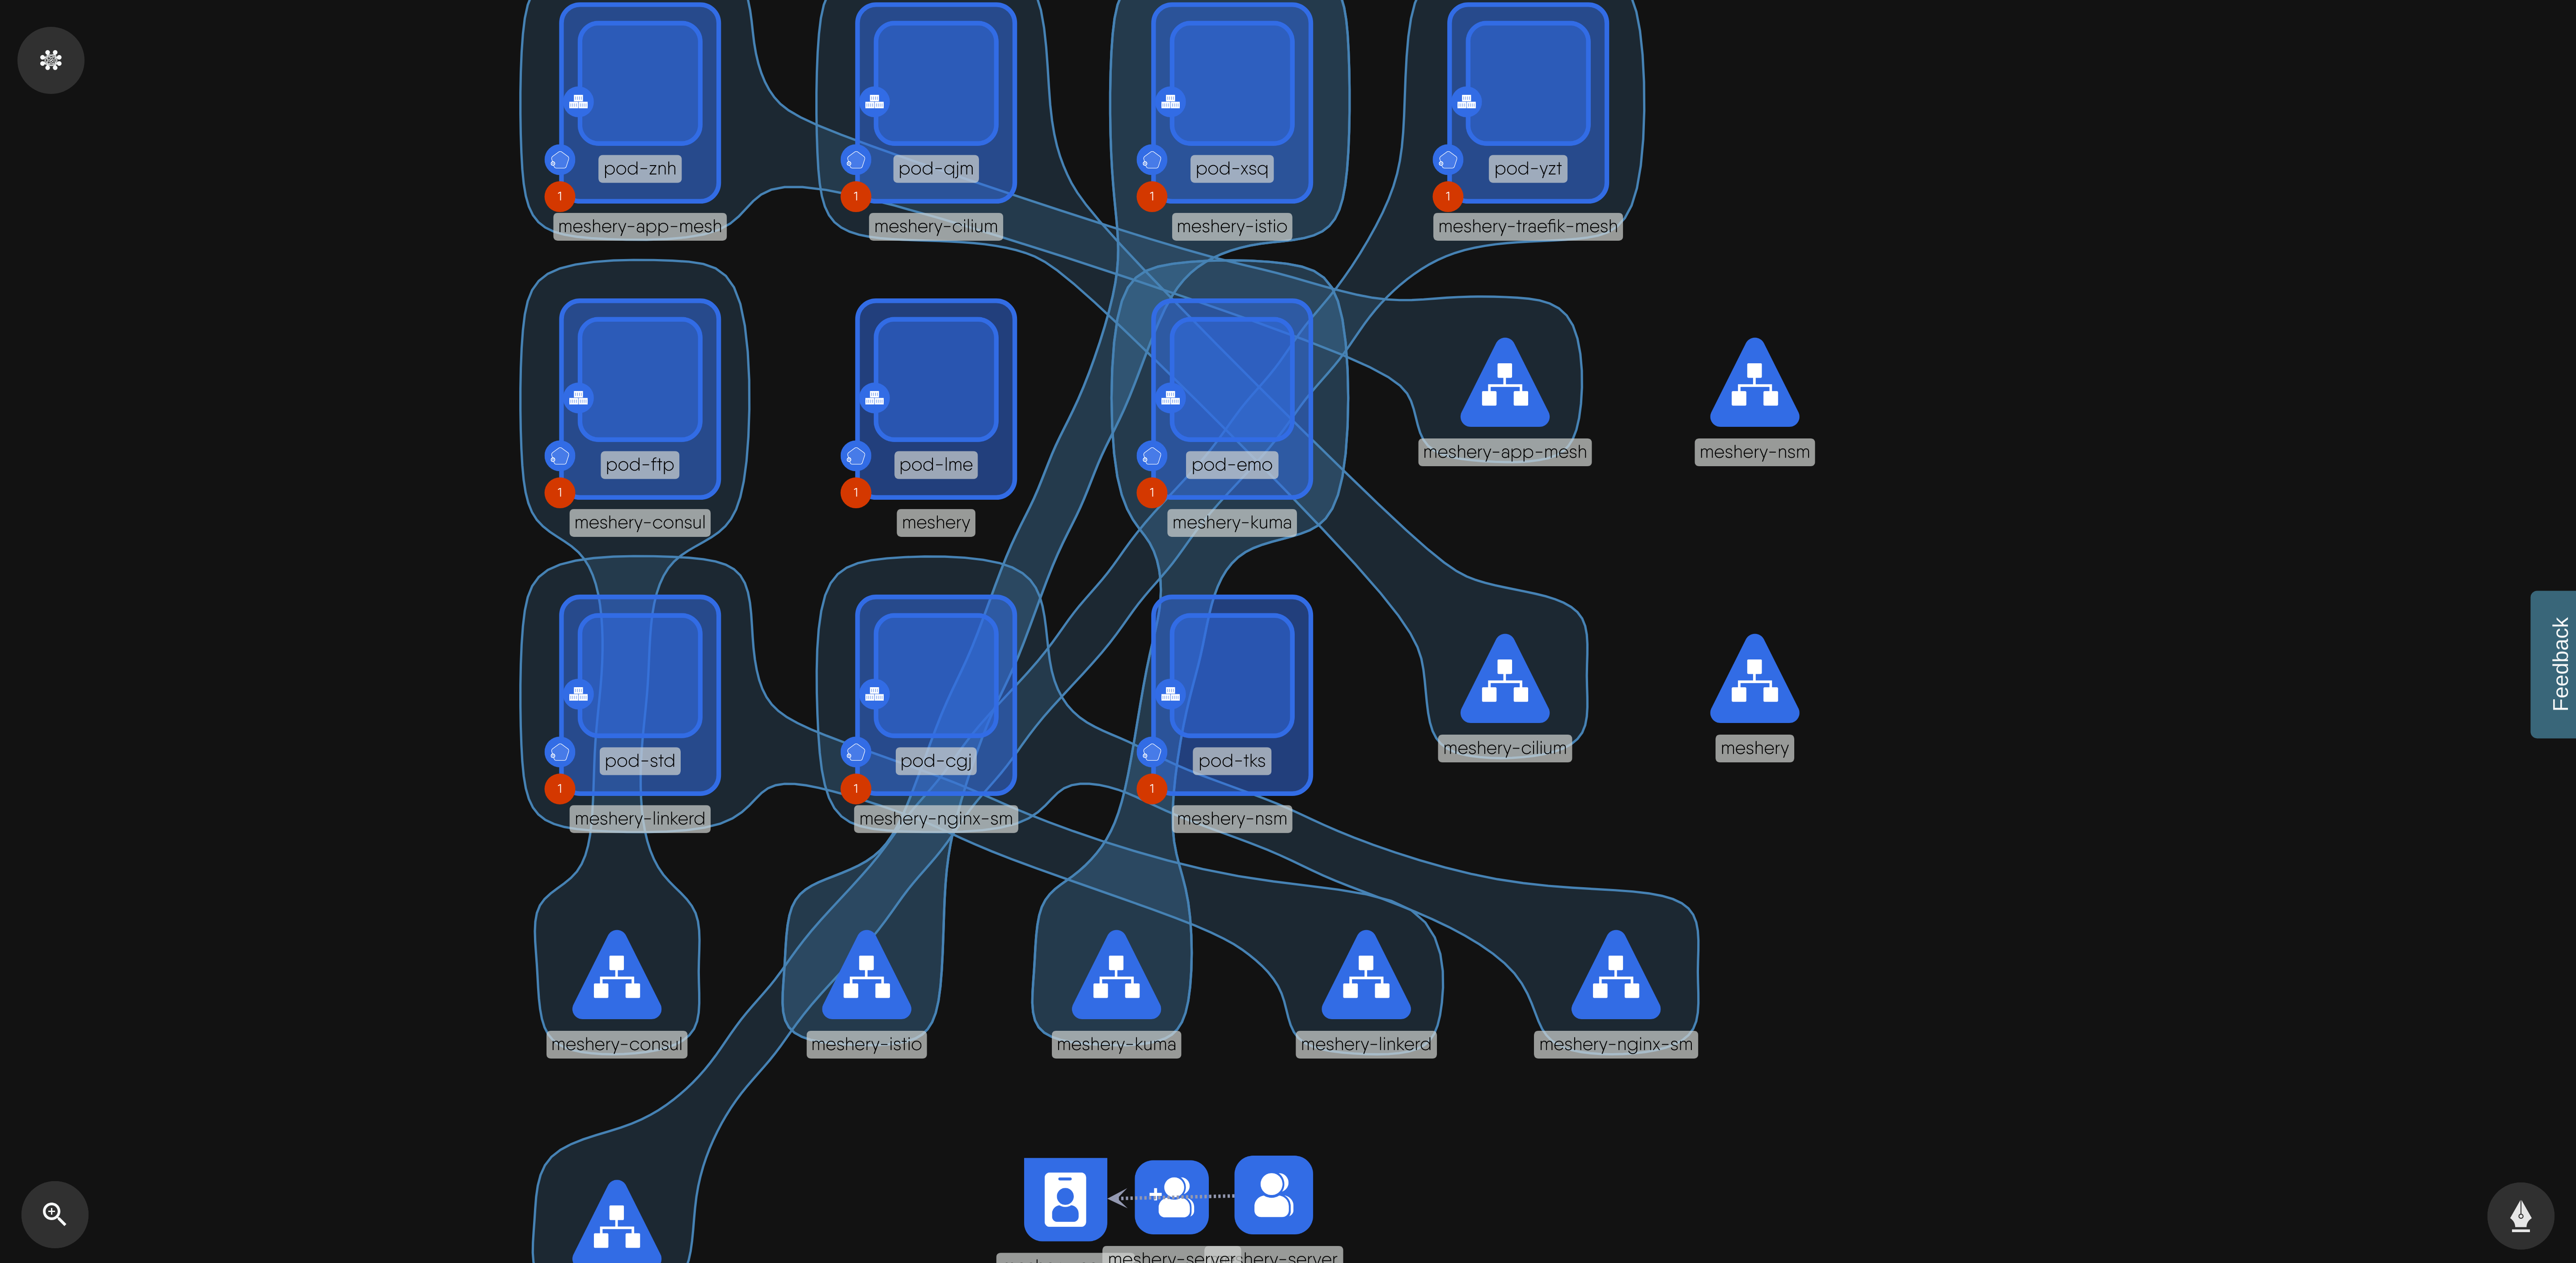 pod-znh
pod-qjm
pod-xsq
pod-yzt
1
1
1
1
meshery-app-mesh
meshery-cilium
meshery-istio
meshery-traefik-mesh
pod-ftp
pod-lme
pod-emo
meshery-app-mesh
meshery-nsm
1
1
1
meshery-consul
meshery
meshery-kuma
pod-std
pod-cgj
pod-tks
meshery-cilium
meshery
1
1
1
meshery-linkerd
meshery-nginx-sm
meshery-nsm
Feedback
meshery-consul
meshery-istio
meshery-kuma
meshery-linkerd
meshery-nginx-sm
meshery-server
hery-server